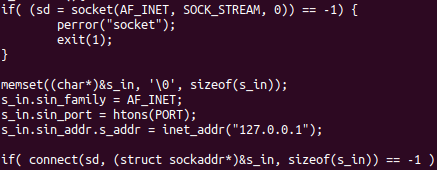 if( (sd = socket(AF_INET, SOCK_STREAM, 0)) == -1) {
        perror("socket");
        exit(1);
}

memset((char*)&s_in, '\0', sizeof(s_in));
s_in.sin_family = AF_INET;
s_in.sin_port = htons(PORT);
s_in.sin_addr.s_addr = inet_addr("127.0.0.1");

if( connect(sd, (struct sockaddr*)&s_in, sizeof(s_in)) == -1 )